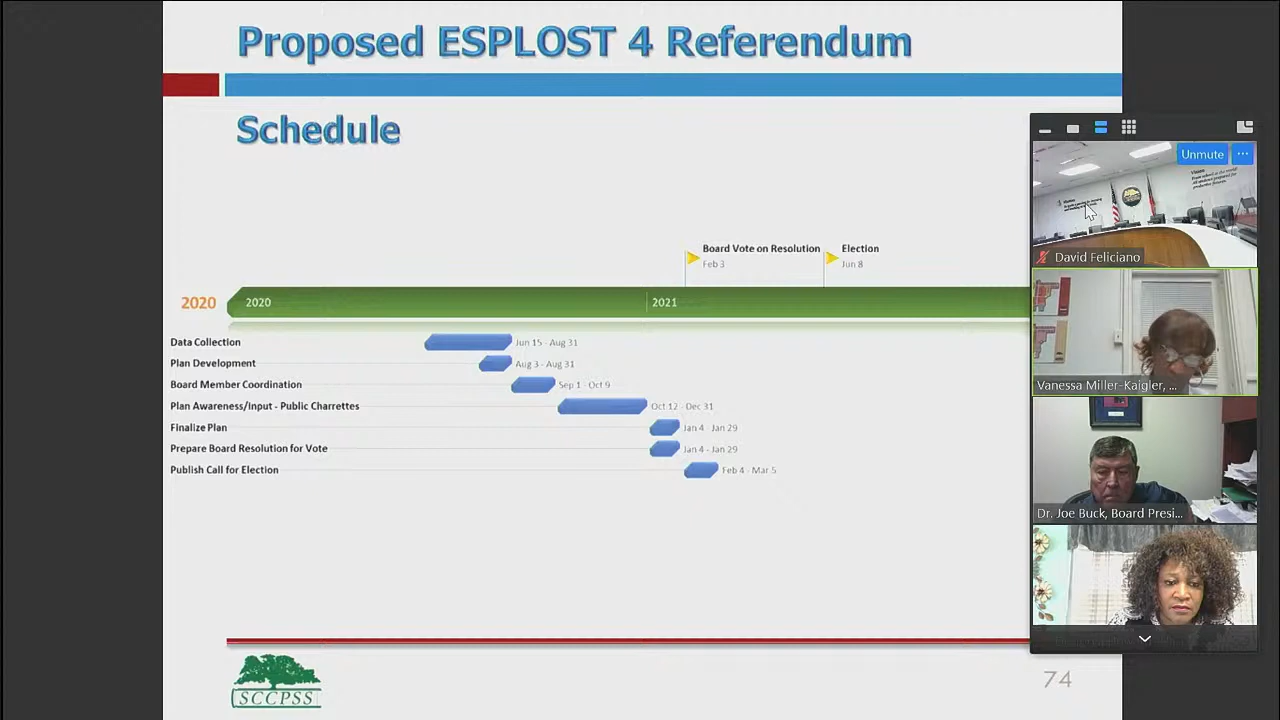 Proposed ESPLOST 4 Referendum
Schedule
Board Vote on Resolution
Feb 3
Election
Jun 8
2020
2020
2021
Data Collection
Jun 15 - Aug 31
Plan Development
Aug 3 - Aug 31
Board Member Coordination
Sep 1 - Oct 9
Plan Awareness/Input - Public Charrettes
Oct 12 - Dec 31
Finalize Plan
Jan 4 - Jan 29
Prepare Board Resolution for Vote
Jan 4 - Jan 29
Publish Call for Election
Feb 4 - Mar 5
SCCPSS
74
Unmute
David Feliciano
Vanessa Miller-Kaigler, ...
Dr. Joe Buck, Board Presi...